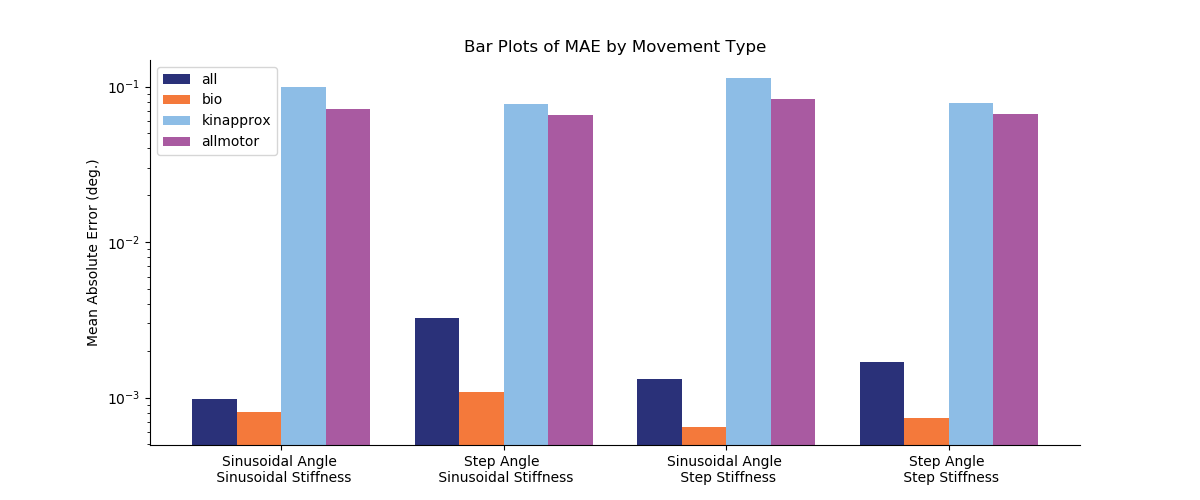 Bar Plots of MAE by Movement Type
all
bio
kinapprox
allmotor
Mean Absolute Error (deg.)
10⁻¹
10⁻²
10⁻³
Sinusoidal Angle
Sinusoidal Stiffness
Step Angle
Sinusoidal Stiffness
Sinusoidal Angle
Step Stiffness
Step Angle
Step Stiffness